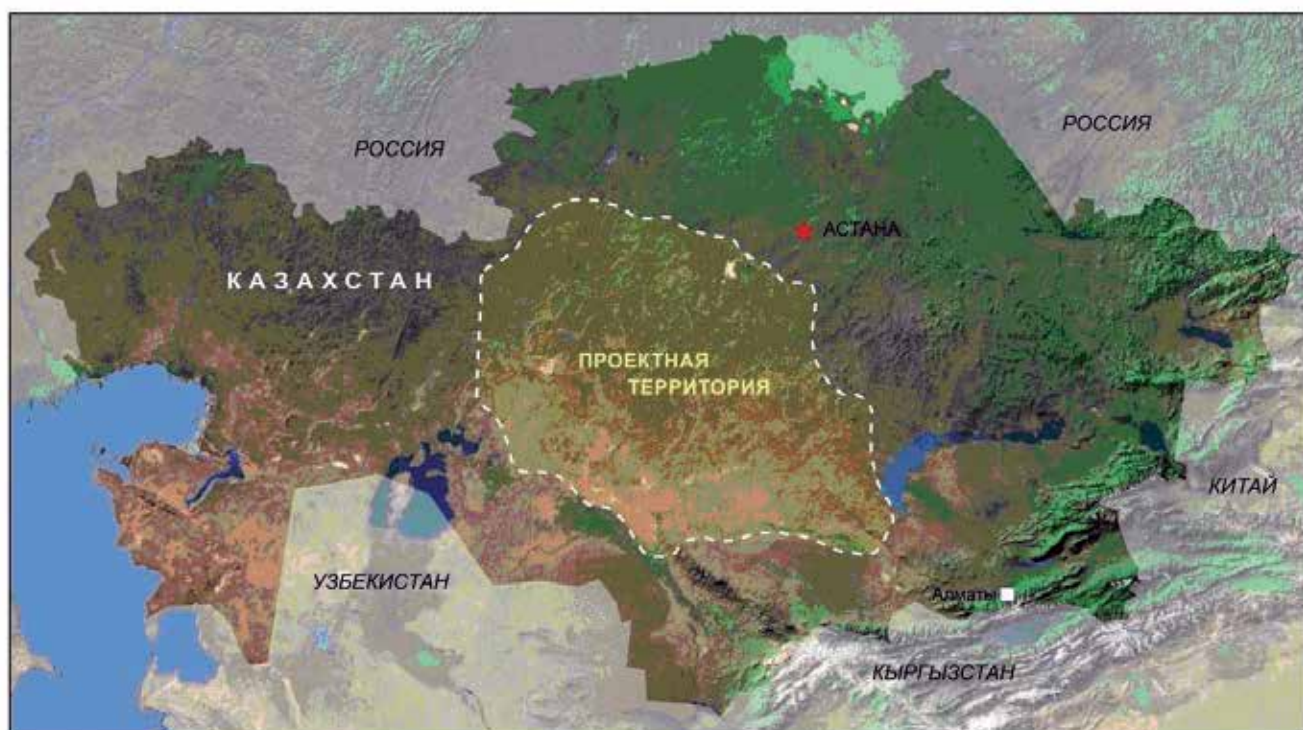 РОССИЯ
РОССИЯ
АСТАНА
КАЗАХСТАН
ПРОЕКТНАЯ
ТЕРРИТОРИЯ
КИТАЙ
УЗБЕКИСТАН
Алматы
КЫРГЫЗСТАН